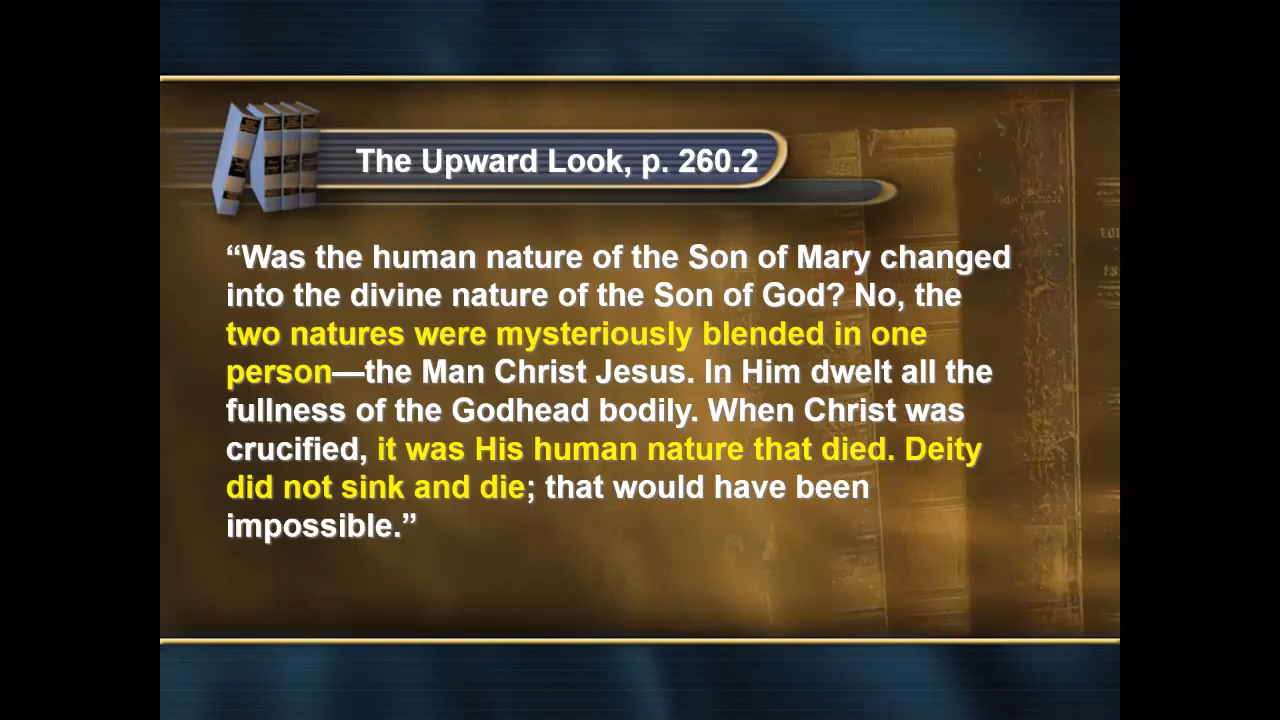 The Upward Look, p. 260.2
“Was the human nature of the Son of Mary changed
into the divine nature of the Son of God? No, the
two natures were mysteriously blended in one
person—the Man Christ Jesus. In Him dwelt all the
fullness of the Godhead bodily. When Christ was
crucified, it was His human nature that died. Deity
did not sink and die; that would have been
impossible.”